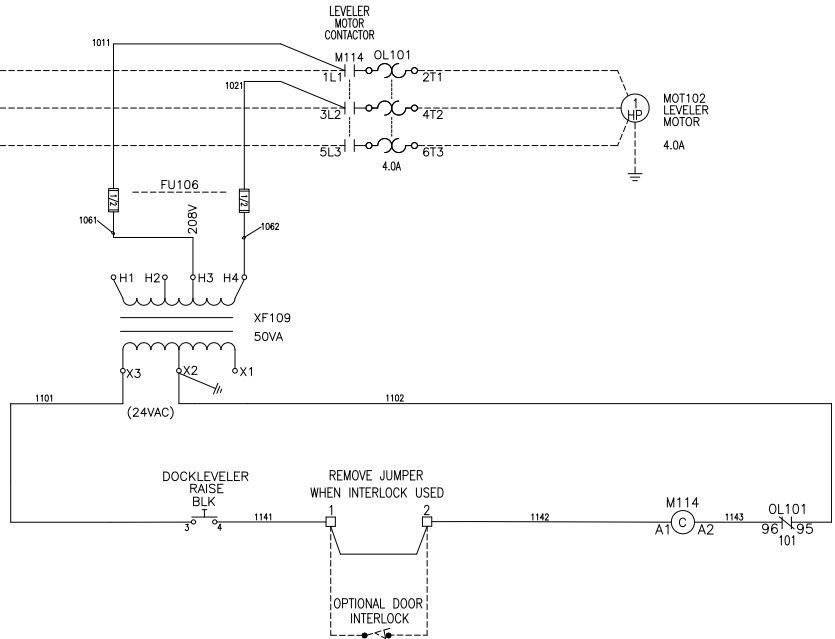 LEVELER
MOTOR
CONTACTOR
1011
M114
OL101
1L1
2T1
1021
3L2
4T2
1
HP
MOT102
LEVELER
MOTOR
4.0A
5L3
6T3
4.0A
FU106
1/2
1/2
208V
1061
1062
H1
H2
H3
H4
XF109
50VA
X3
X2
X1
1101
(24VAC)
1102
DOCKLEVELER
RAISE
BLK
3
4
1141
REMOVE JUMPER
WHEN INTERLOCK USED
1
2
1142
M114
A1
C
A2
1143
OL101
96
95
101
OPTIONAL DOOR
INTERLOCK